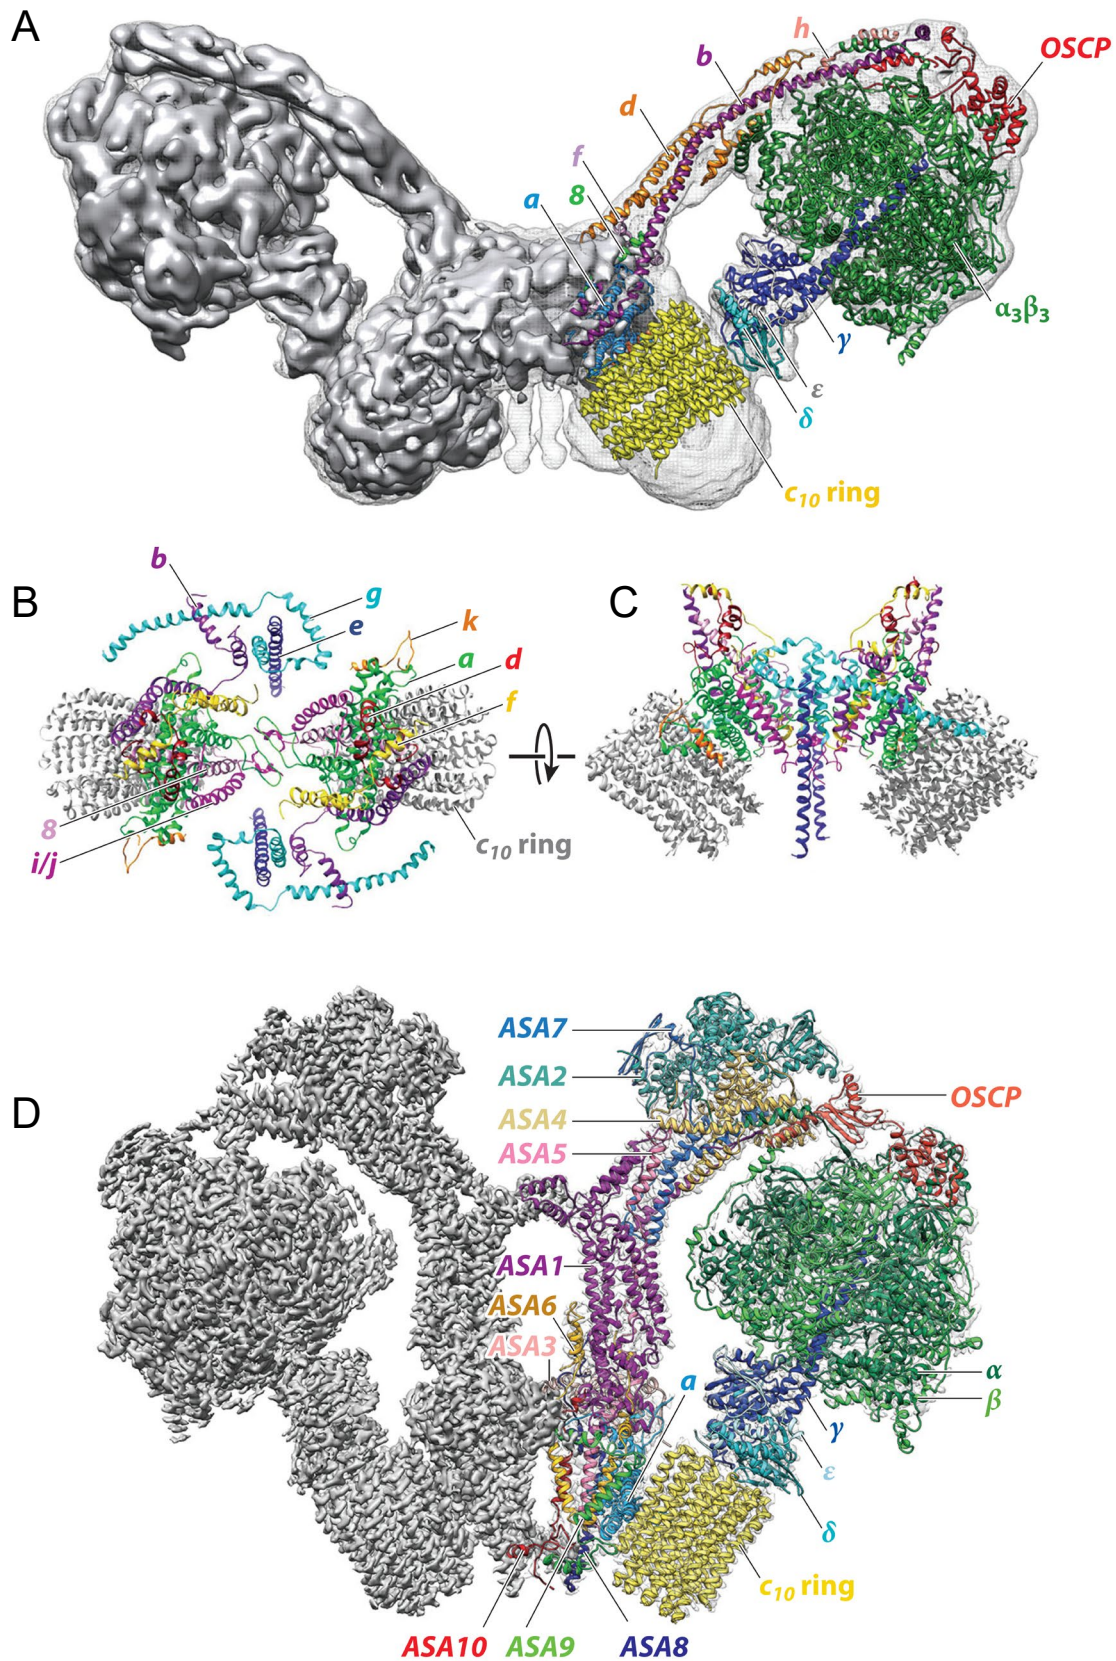 A
h
b
OSCP
d
f
8
a
α₃β₃
γ
ε
δ
c₁₀ ring
B
b
g
e
k
a
d
f
8
i/j
c₁₀ ring
C
D
ASA7
ASA2
ASA4
ASA5
OSCP
ASA1
ASA6
ASA3
a
α
β
γ
ε
δ
c₁₀ ring
ASA10 ASA9 ASA8